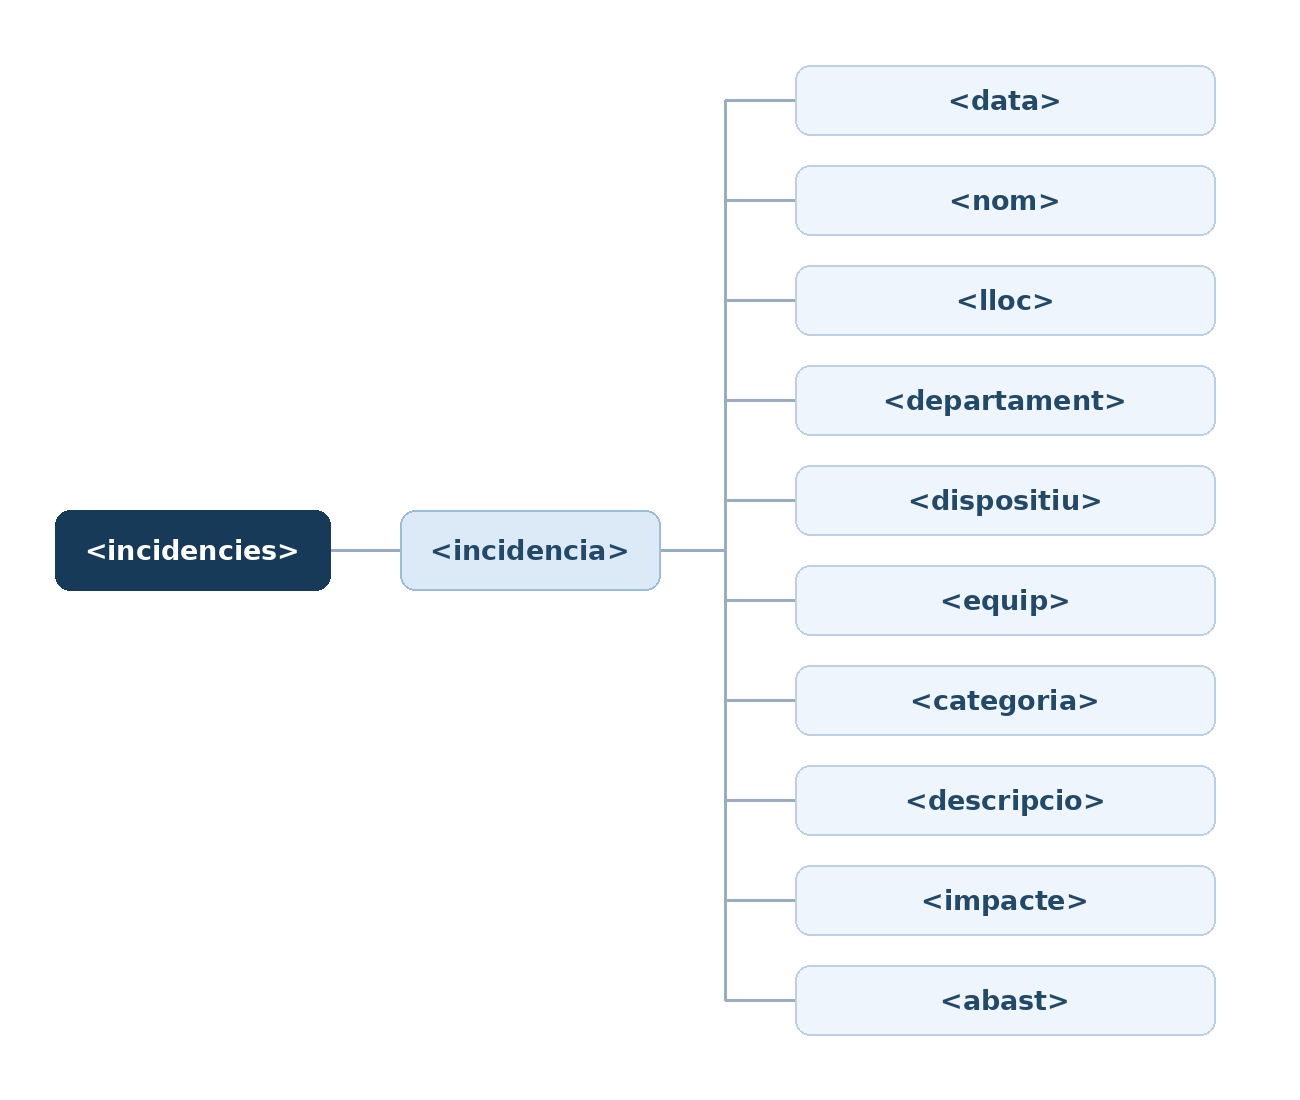 <incidencies>
<incidencia>
<data>
<nom>
<lloc>
<departament>
<dispositiu>
<equip>
<categoria>
<descripcio>
<impacte>
<abast>